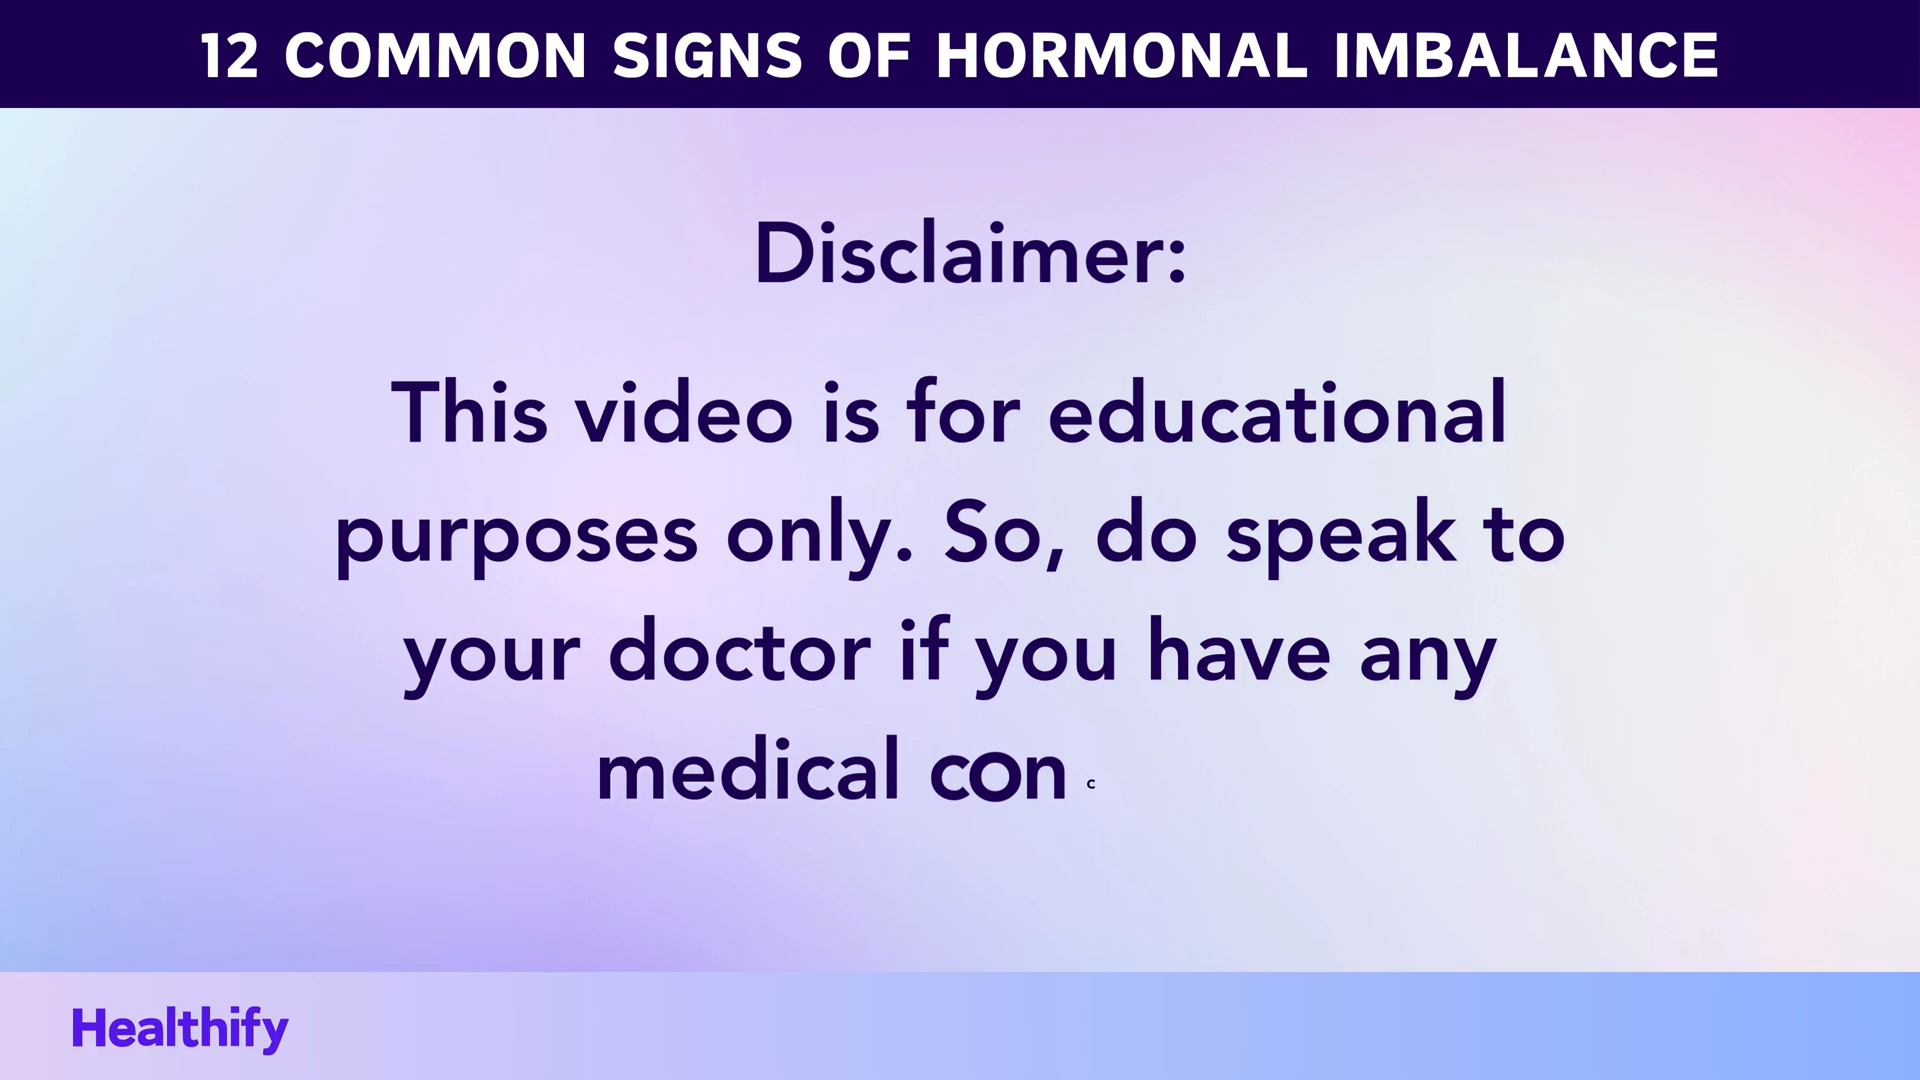 12 COMMON SIGNS OF HORMONAL IMBALANCE
Disclaimer:
This video is for educational
purposes only. So, do speak to
your doctor if you have any
medical con c
Healthify